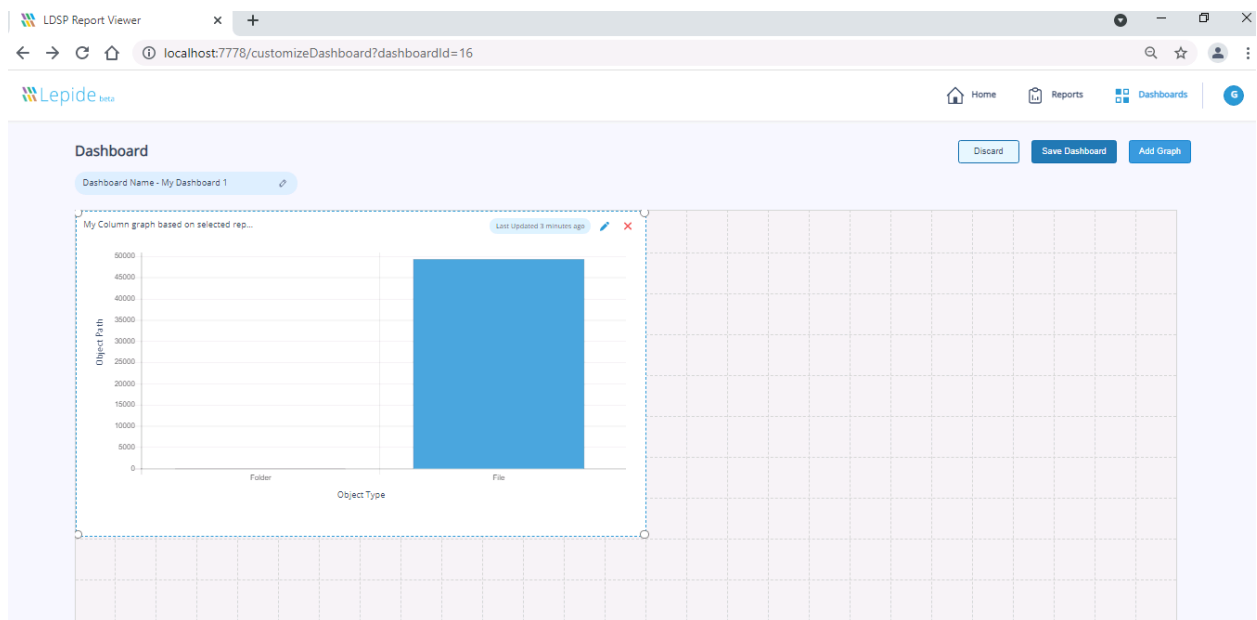 LDSP Report Viewer
localhost:7778/customizeDashboard?dashboardId=16
Lepide beta
Home Reports Dashboards G
Dashboard
Discard Save Dashboard Add Graph
Dashboard Name - My Dashboard 1
My Column graph based on selected rep...
Last Updated 3 minutes ago
50000
45000
40000
35000
30000
25000
20000
15000
10000
5000
0
Object Path
Folder File
Object Type